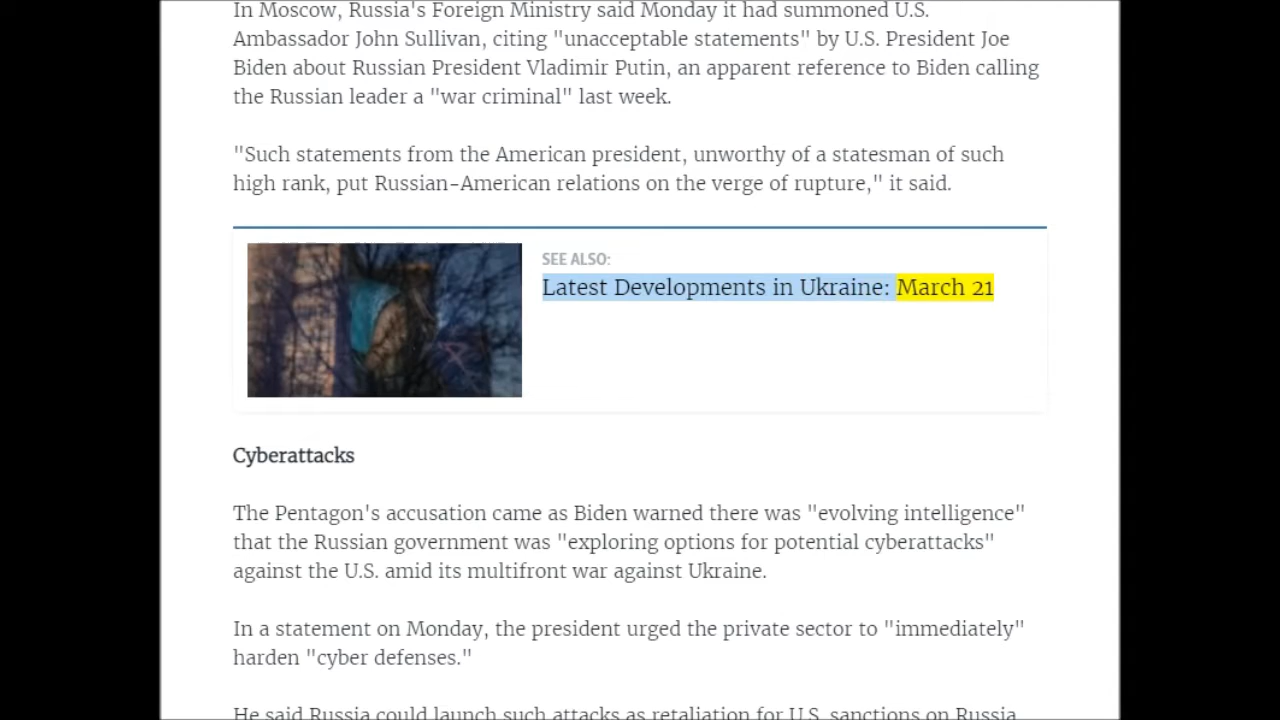 In Moscow, Russia's Foreign Ministry said Monday it had summoned U.S.
Ambassador John Sullivan, citing "unacceptable statements" by U.S. President Joe
Biden about Russian President Vladimir Putin, an apparent reference to Biden calling
the Russian leader a "war criminal" last week.
"Such statements from the American president, unworthy of a statesman of such
high rank, put Russian-American relations on the verge of rupture," it said.
SEE ALSO:
Latest Developments in Ukraine: March 21
Cyberattacks
The Pentagon's accusation came as Biden warned there was "evolving intelligence"
that the Russian government was "exploring options for potential cyberattacks"
against the U.S. amid its multifront war against Ukraine.
In a statement on Monday, the president urged the private sector to "immediately"
harden "cyber defenses."
He said Russia could launch such attacks as retaliation for U.S. sanctions on Russia